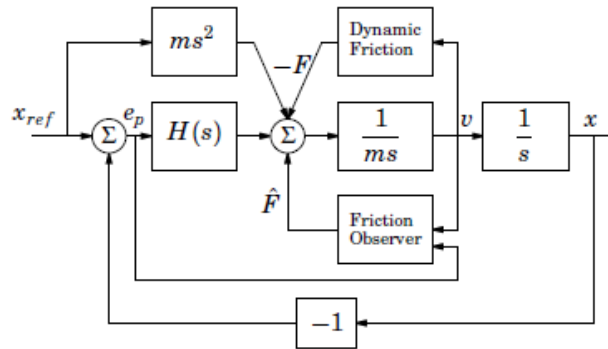 ms²
Dynamic
Friction
−F
x_ref
Σ
e_p
H(s)
Σ
1
ms
v
1
s
x
F̂
Friction
Observer
−1